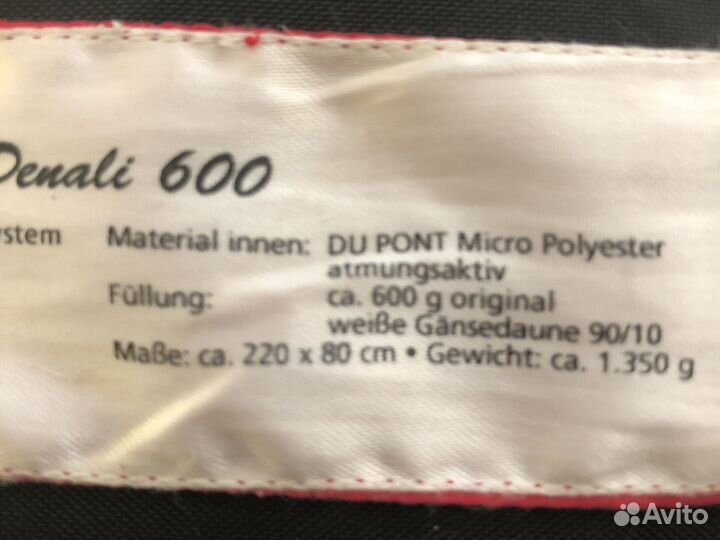 Denali 600
ystem Material innen: DU PONT Micro Polyester
atmungsaktiv
Füllung: ca. 600 g original
weiße Gänsedaune 90/10
Maße: ca. 220 x 80 cm • Gewicht: ca. 1.350 g
Avito